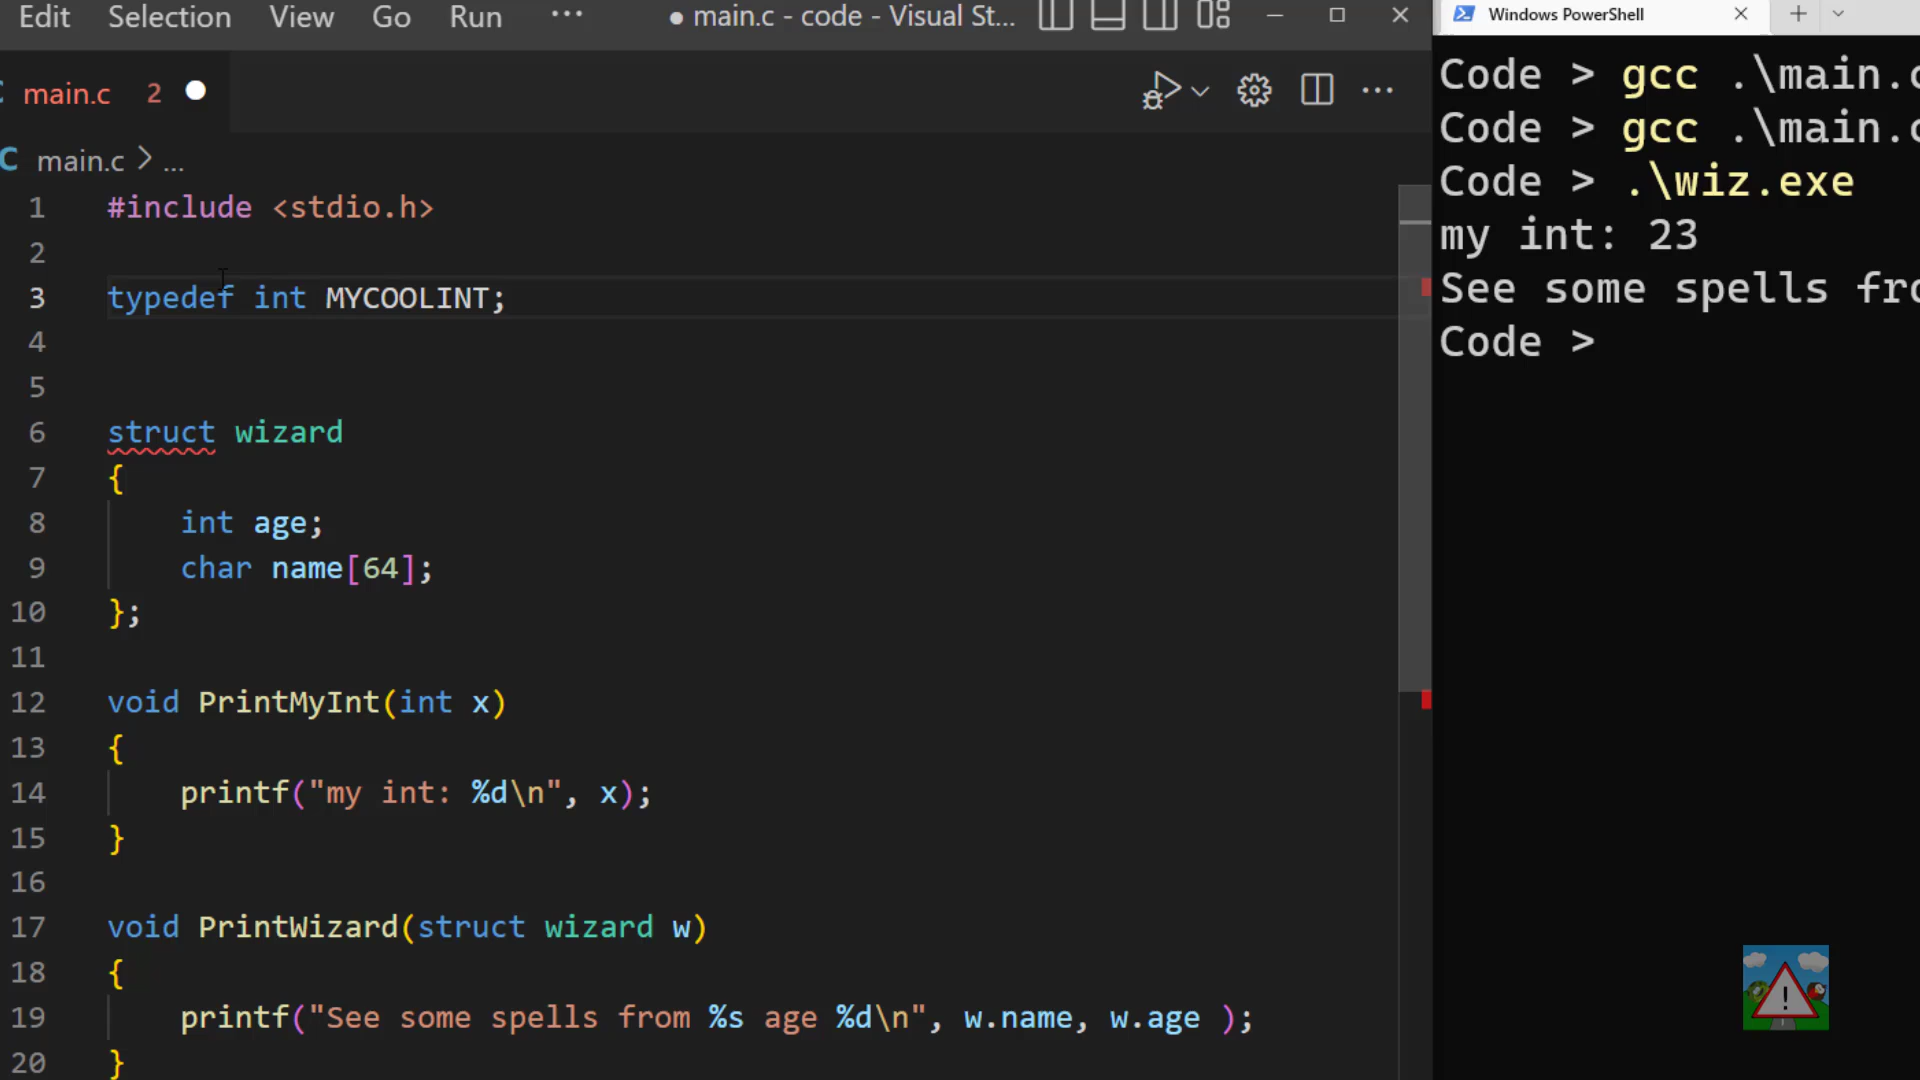 Edit Selection View Go Run ··· ● main.c - code - Visual St...
main.c 2 ●
C main.c > ...
1 #include <stdio.h>
2
3 typedef int MYCOOLINT;
4
5
6 struct wizard
7 {
8 int age;
9 char name[64];
10 };
11
12 void PrintMyInt(int x)
13 {
14 printf("my int: %d\n", x);
15 }
16
17 void PrintWizard(struct wizard w)
18 {
19 printf("See some spells from %s age %d\n", w.name, w.age );
20 }
Windows PowerShell
Code > gcc .\main.c
Code > gcc .\main.c
Code > .\wiz.exe
my int: 23
See some spells fro
Code >
!